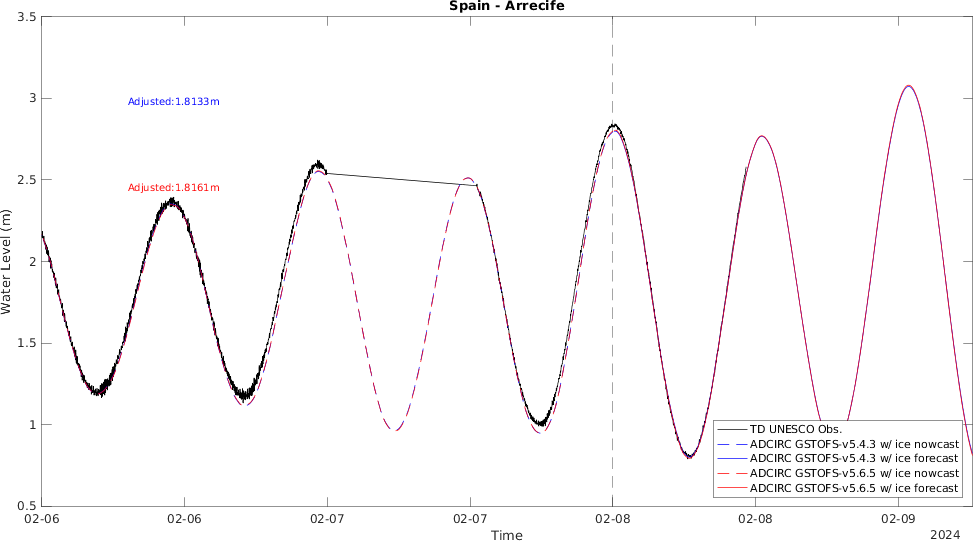 Spain - Arrecife
3.5
3
2.5
2
1.5
1
0.5
Water Level (m)
Adjusted:1.8133m
Adjusted:1.8161m
TD UNESCO Obs.
ADCIRC GSTOFS-v5.4.3 w/ ice nowcast
ADCIRC GSTOFS-v5.4.3 w/ ice forecast
ADCIRC GSTOFS-v5.6.5 w/ ice nowcast
ADCIRC GSTOFS-v5.6.5 w/ ice forecast
02-06 02-06 02-07 02-07 02-08 02-08 02-09
Time
2024